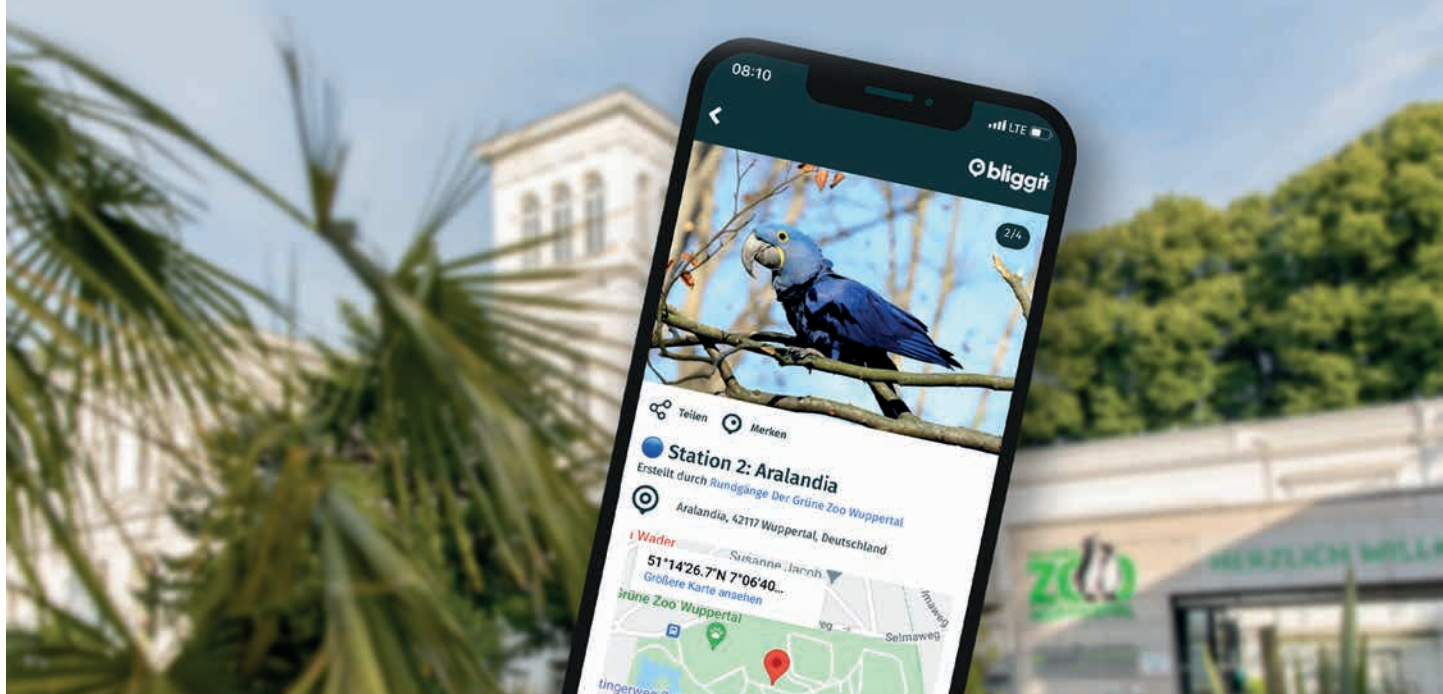 08:10
LTE
bliggit
2/4
Teilen
Merken
Station 2: Aralandia
Erstellt durch Rundgänge Der Grüne Zoo Wuppertal
Aralandia, 42117 Wuppertal, Deutschland
Wader
Susanne Jacob
51°14'26.7"N 7°06'40...
Größere Karte ansehen
Grüne Zoo Wuppertal
eg
Selmaweg
tingerweg
ZOO
HERZLICH WILLK